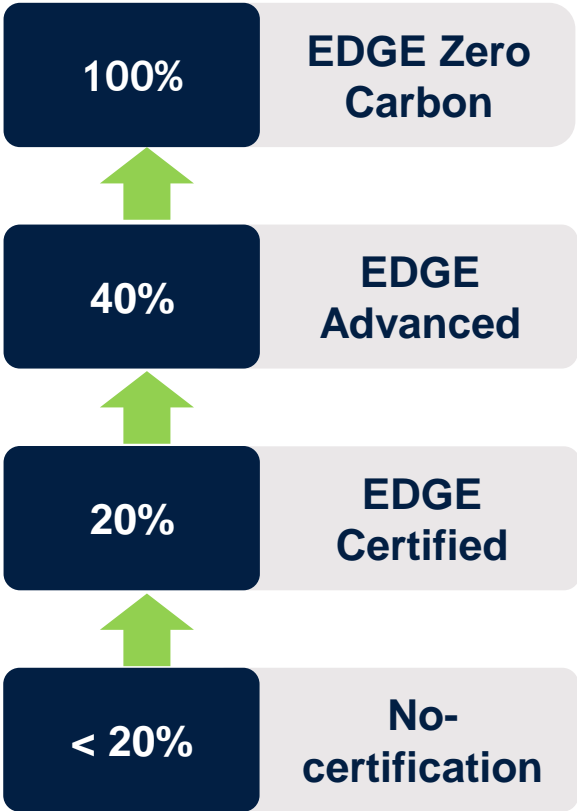 100%
EDGE Zero
Carbon
40%
EDGE
Advanced
20%
EDGE
Certified
< 20%
No-
certification